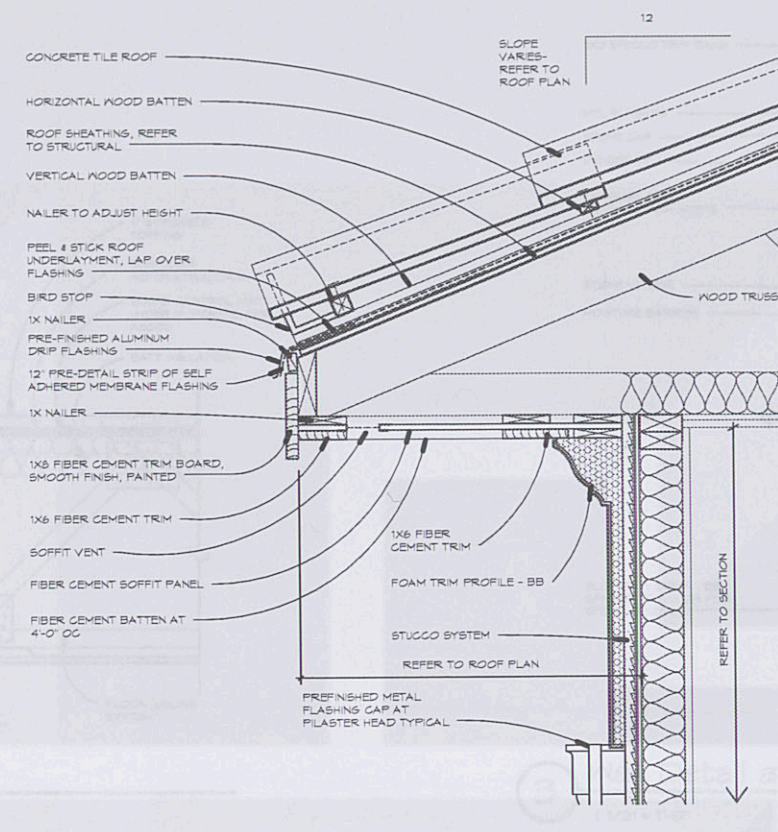 12
SLOPE
VARIES-
REFER TO
ROOF PLAN
CONCRETE TILE ROOF
HORIZONTAL WOOD BATTEN
ROOF SHEATHING, REFER
TO STRUCTURAL
VERTICAL WOOD BATTEN
NAILER TO ADJUST HEIGHT
PEEL & STICK ROOF
UNDERLAYMENT, LAP OVER
FLASHING
BIRD STOP
1X NAILER
PRE-FINISHED ALUMINUM
DRIP FLASHING
12" PRE-DETAIL STRIP OF SELF
ADHERED MEMBRANE FLASHING
1X NAILER
1X6 FIBER CEMENT TRIM BOARD,
SMOOTH FINISH, PAINTED
1X6 FIBER CEMENT TRIM
SOFFIT VENT
FIBER CEMENT SOFFIT PANEL
FIBER CEMENT BATTEN AT
4'-0" OC
WOOD TRUSS
1X6 FIBER
CEMENT TRIM
FOAM TRIM PROFILE - BB
STUCCO SYSTEM
REFER TO ROOF PLAN
PREFINISHED METAL
FLASHING CAP AT
PILASTER HEAD TYPICAL
REFER TO SECTION
3